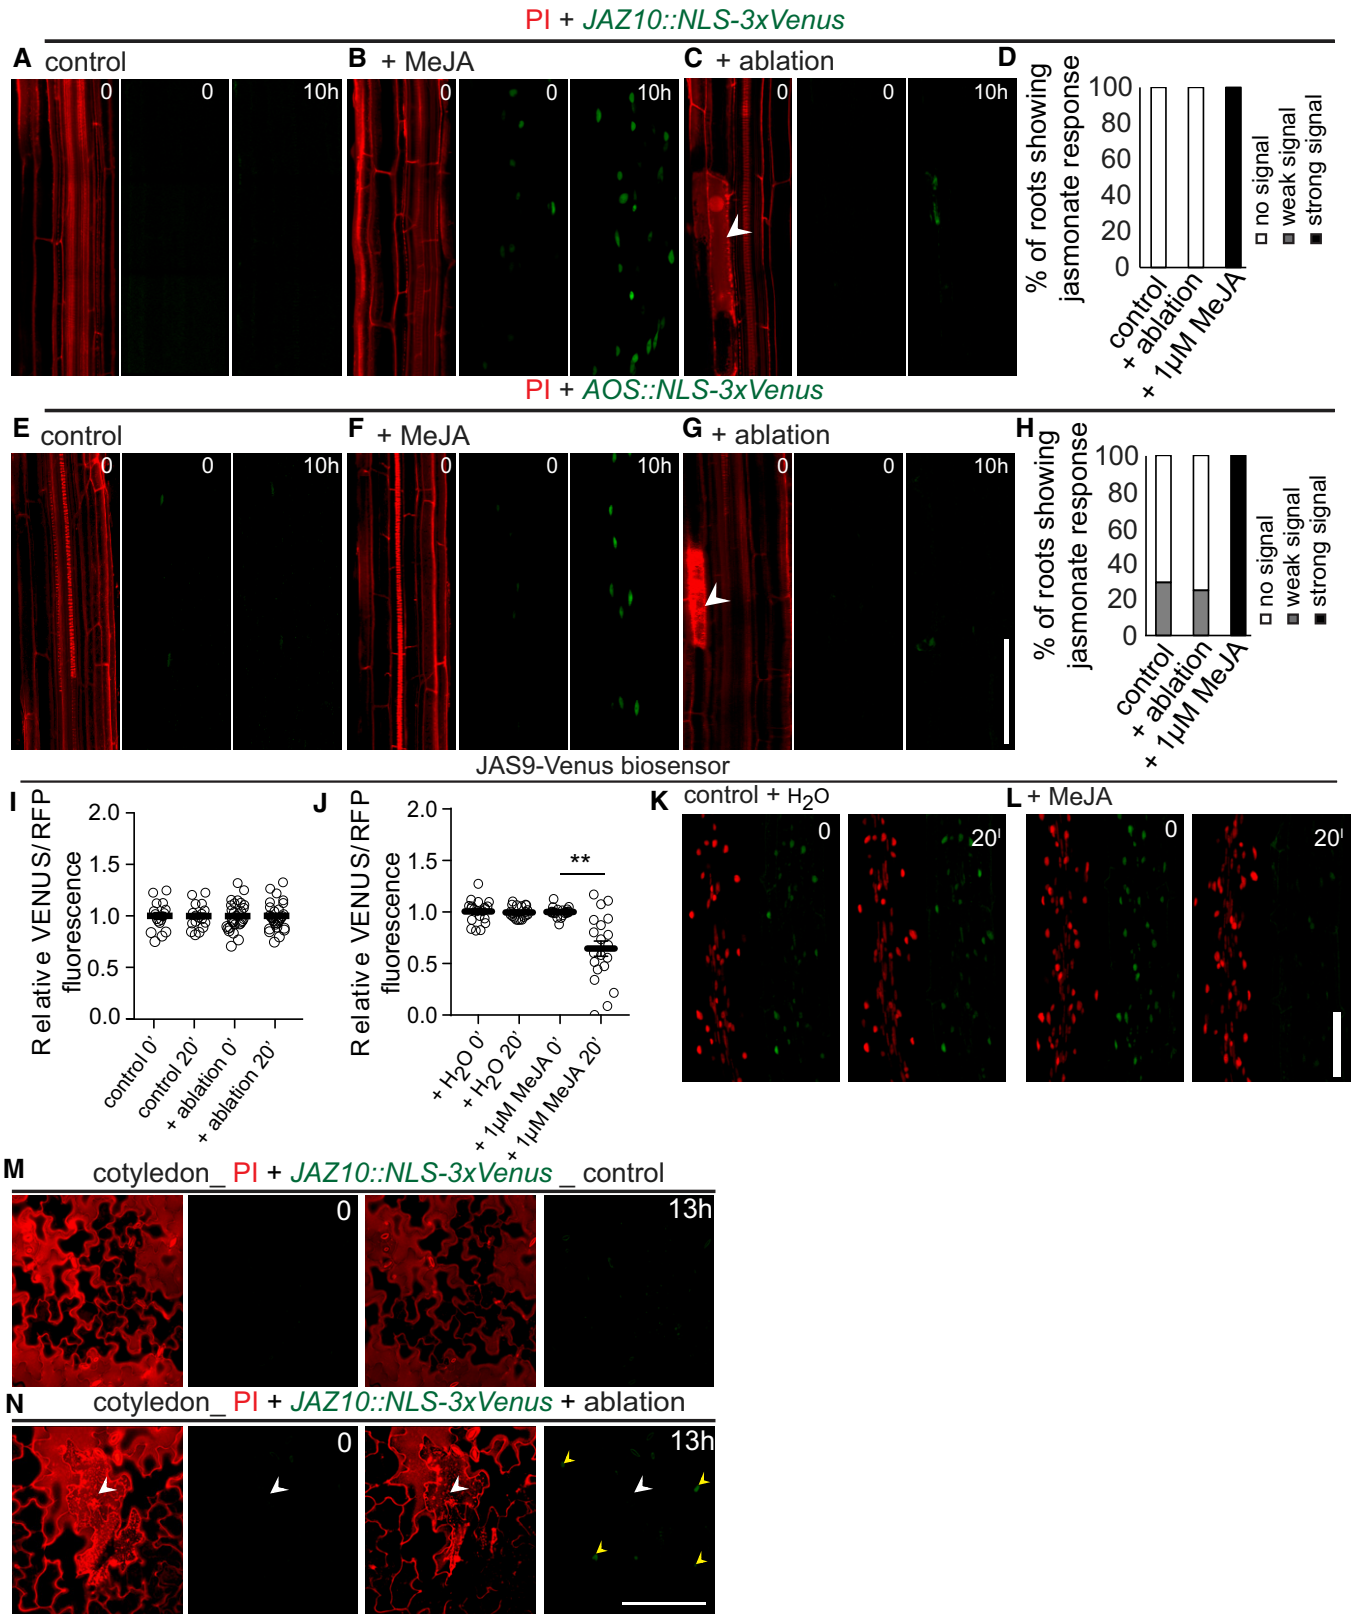 PI + JAZ10::NLS-3xVenus
A control
B + MeJA
C + ablation
D
0 0 10h
0 0 10h
0 0 10h
% of roots showing
jasmonate response
100
80
60
40
20
0
control
+ ablation
+ 1µM MeJA
no signal
weak signal
strong signal
PI + AOS::NLS-3xVenus
E control
F + MeJA
G + ablation
H
0 0 10h
0 0 10h
0 0 10h
% of roots showing
jasmonate response
100
80
60
40
20
0
control
+ ablation
+ 1µM MeJA
no signal
weak signal
strong signal
JAS9-Venus biosensor
I
Relative VENUS/RFP
fluorescence
2.0
1.5
1.0
0.5
0.0
control 0'
control 20'
+ ablation 0'
+ ablation 20'
J
Relative VENUS/RFP
fluorescence
2.0
1.5
1.0
0.5
0.0
**
+ H2O 0'
+ H2O 20'
+ 1µM MeJA 0'
+ 1µM MeJA 20'
K control + H2O
0 20'
L + MeJA
0 20'
M cotyledon_ PI + JAZ10::NLS-3xVenus _ control
0 13h
N cotyledon_ PI + JAZ10::NLS-3xVenus + ablation
0 13h